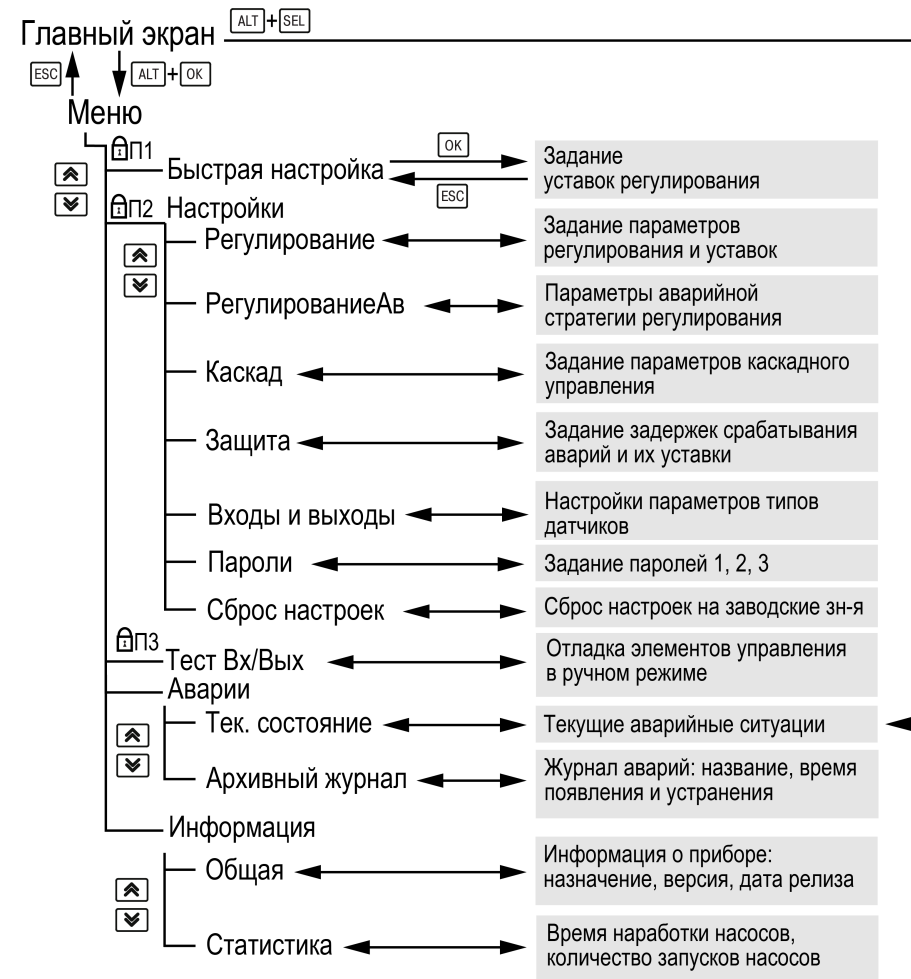 Главный экран ALT + SEL
ESC ALT + OK
Меню
П1
Быстрая настройка
OK
ESC
Задание
уставок регулирования
П2 Настройки
Регулирование
Задание параметров
регулирования и уставок
РегулированиеАв
Параметры аварийной
стратегии регулирования
Каскад
Задание параметров каскадного
управления
Защита
Задание задержек срабатывания
аварий и их уставки
Входы и выходы
Настройки параметров типов
датчиков
Пароли
Задание паролей 1, 2, 3
Сброс настроек
Сброс настроек на заводские зн-я
П3
Тест Вх/Вых
Отладка элементов управления
в ручном режиме
Аварии
Тек. состояние
Текущие аварийные ситуации
Архивный журнал
Журнал аварий: название, время
появления и устранения
Информация
Общая
Информация о приборе:
назначение, версия, дата релиза
Статистика
Время наработки насосов,
количество запусков насосов